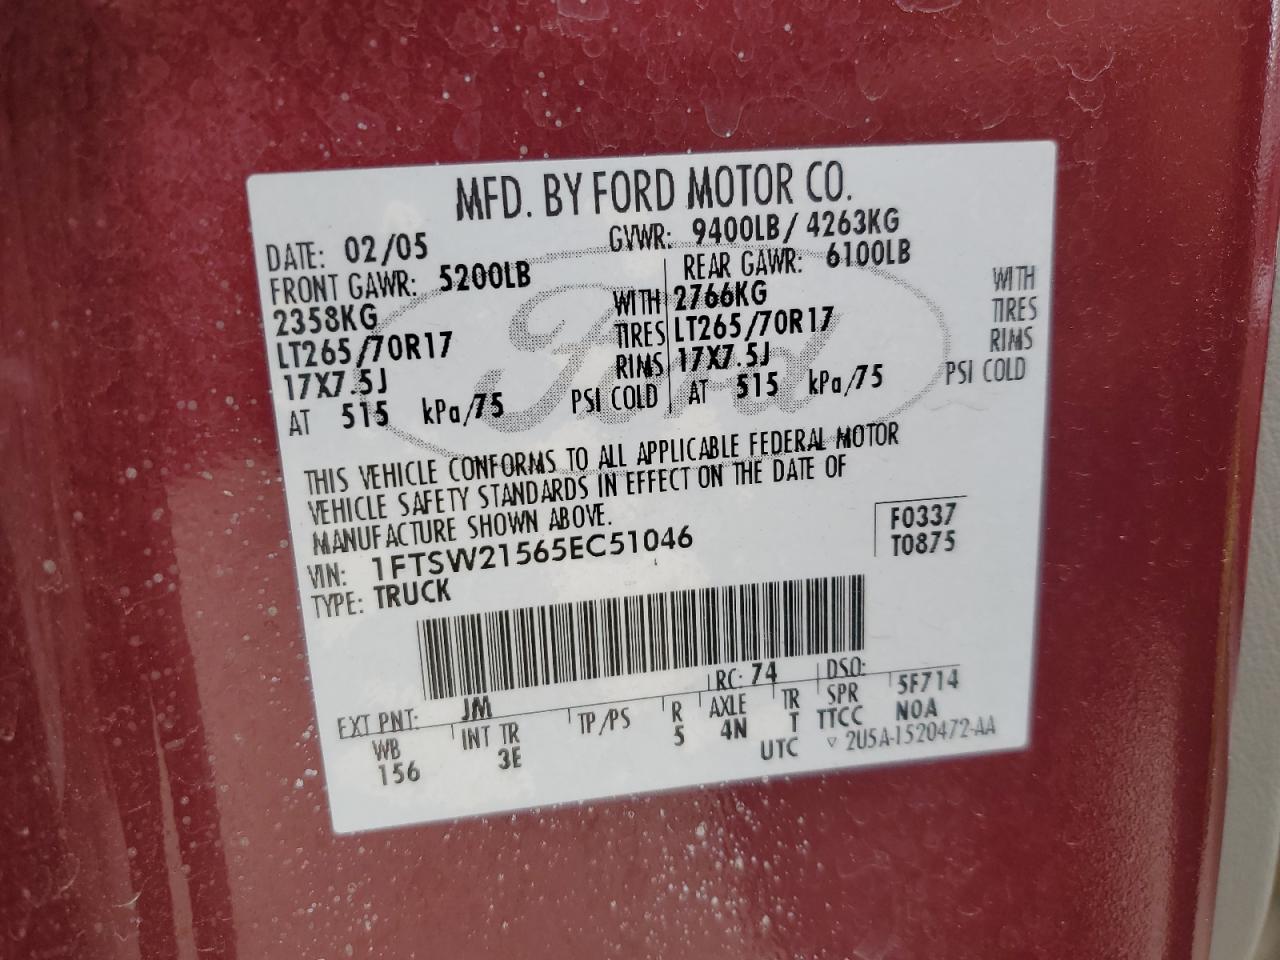 MFD. BY FORD MOTOR CO.
DATE: 02/05 GVWR: 9400LB/ 4263KG
FRONT GAWR: 5200LB REAR GAWR: 6100LB
2358KG WITH 2766KG WITH
LT265/70R17 TIRES LT265/70R17 TIRES
17X7.5J RIMS 17X7.5J RIMS
AT 515 kPa/75 PSI COLD AT 515 kPa/75 PSI COLD
Ford
THIS VEHICLE CONFORMS TO ALL APPLICABLE FEDERAL MOTOR
VEHICLE SAFETY STANDARDS IN EFFECT ON THE DATE OF
MANUFACTURE SHOWN ABOVE.
VIN: 1FTSW21565EC51046 F0337
TYPE: TRUCK T0875
EXT PNT: JM RC: 74 DSO:
WB INT TR TP/PS R AXLE TR SPR 5F714
156 3E 5 4N T TTCC N0A
UTC ▽ 2U5A-1520472-AA